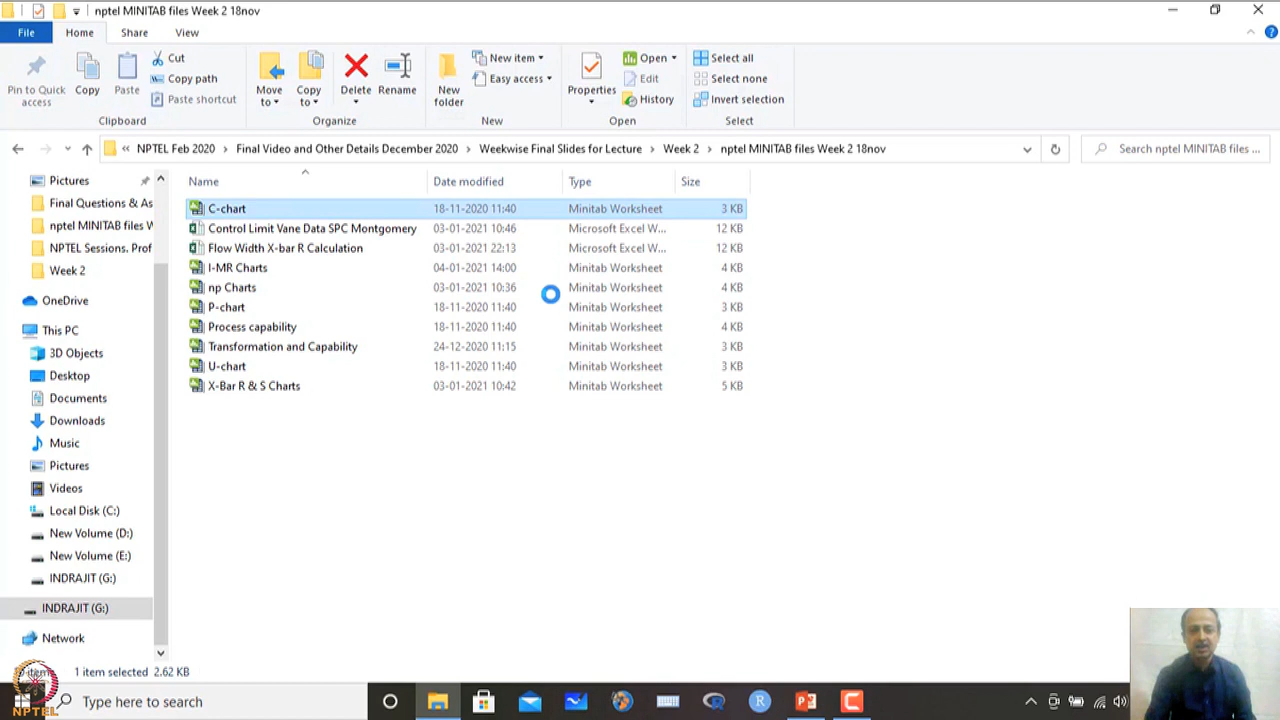 nptel MINITAB files Week 2 18nov
File Home Share View
Pin to Quick access
Copy
Paste
Cut
Copy path
Paste shortcut
Clipboard
Move to
Copy to
Delete
Rename
Organize
New folder
New item
Easy access
New
Properties
Open
Edit
History
Open
Select all
Select none
Invert selection
Select
« NPTEL Feb 2020 > Final Video and Other Details December 2020 > Weekwise Final Slides for Lecture > Week 2 > nptel MINITAB files Week 2 18nov
Search nptel MINITAB files ...
Pictures
Final Questions & As
nptel MINITAB files W
NPTEL Sessions. Prof
Week 2
OneDrive
This PC
3D Objects
Desktop
Documents
Downloads
Music
Pictures
Videos
Local Disk (C:)
New Volume (D:)
New Volume (E:)
INDRAJIT (G:)
INDRAJIT (G:)
Network
Name Date modified Type Size
C-chart 18-11-2020 11:40 Minitab Worksheet 3 KB
Control Limit Vane Data SPC Montgomery 03-01-2021 10:46 Microsoft Excel W... 12 KB
Flow Width X-bar R Calculation 03-01-2021 22:13 Microsoft Excel W... 12 KB
I-MR Charts 04-01-2021 14:00 Minitab Worksheet 4 KB
np Charts 03-01-2021 10:36 Minitab Worksheet 4 KB
P-chart 18-11-2020 11:40 Minitab Worksheet 3 KB
Process capability 18-11-2020 11:40 Minitab Worksheet 4 KB
Transformation and Capability 24-12-2020 11:15 Minitab Worksheet 3 KB
U-chart 18-11-2020 11:40 Minitab Worksheet 3 KB
X-Bar R & S Charts 03-01-2021 10:42 Minitab Worksheet 5 KB
1 item selected 2.62 KB
NPTEL
Type here to search